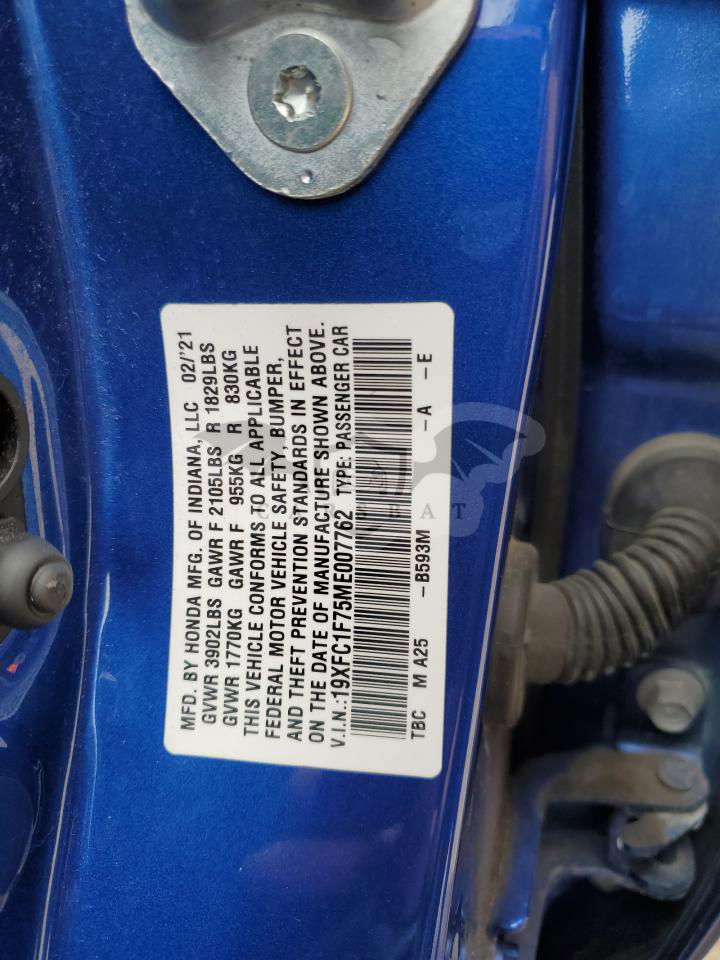 MFD. BY HONDA MFG. OF INDIANA, LLC 02/'21
GVWR 3902LBS GAWR F 2105LBS R 1829LBS
GVWR 1770KG GAWR F 955KG R 830KG
THIS VEHICLE CONFORMS TO ALL APPLICABLE
FEDERAL MOTOR VEHICLE SAFETY, BUMPER,
AND THEFT PREVENTION STANDARDS IN EFFECT
ON THE DATE OF MANUFACTURE SHOWN ABOVE.
V.I.N.:19XFC1F75ME007762 TYPE: PASSENGER CAR
TBC M A25 -B593M -A -E
CAROBAT